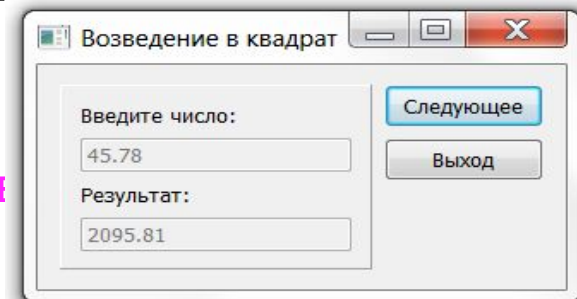 Возведение в квадрат
Введите число:
45.78
Результат:
2095.81
Следующее
Выход